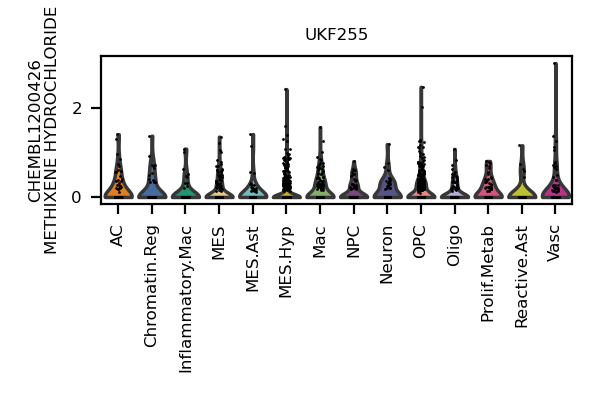 UKF255
CHEMBL1200426
METHIXENE HYDROCHLORIDE
2
0
AC
Chromatin.Reg
Inflammatory.Mac
MES
MES.Ast
MES.Hyp
Mac
NPC
Neuron
OPC
Oligo
Prolif.Metab
Reactive.Ast
Vasc